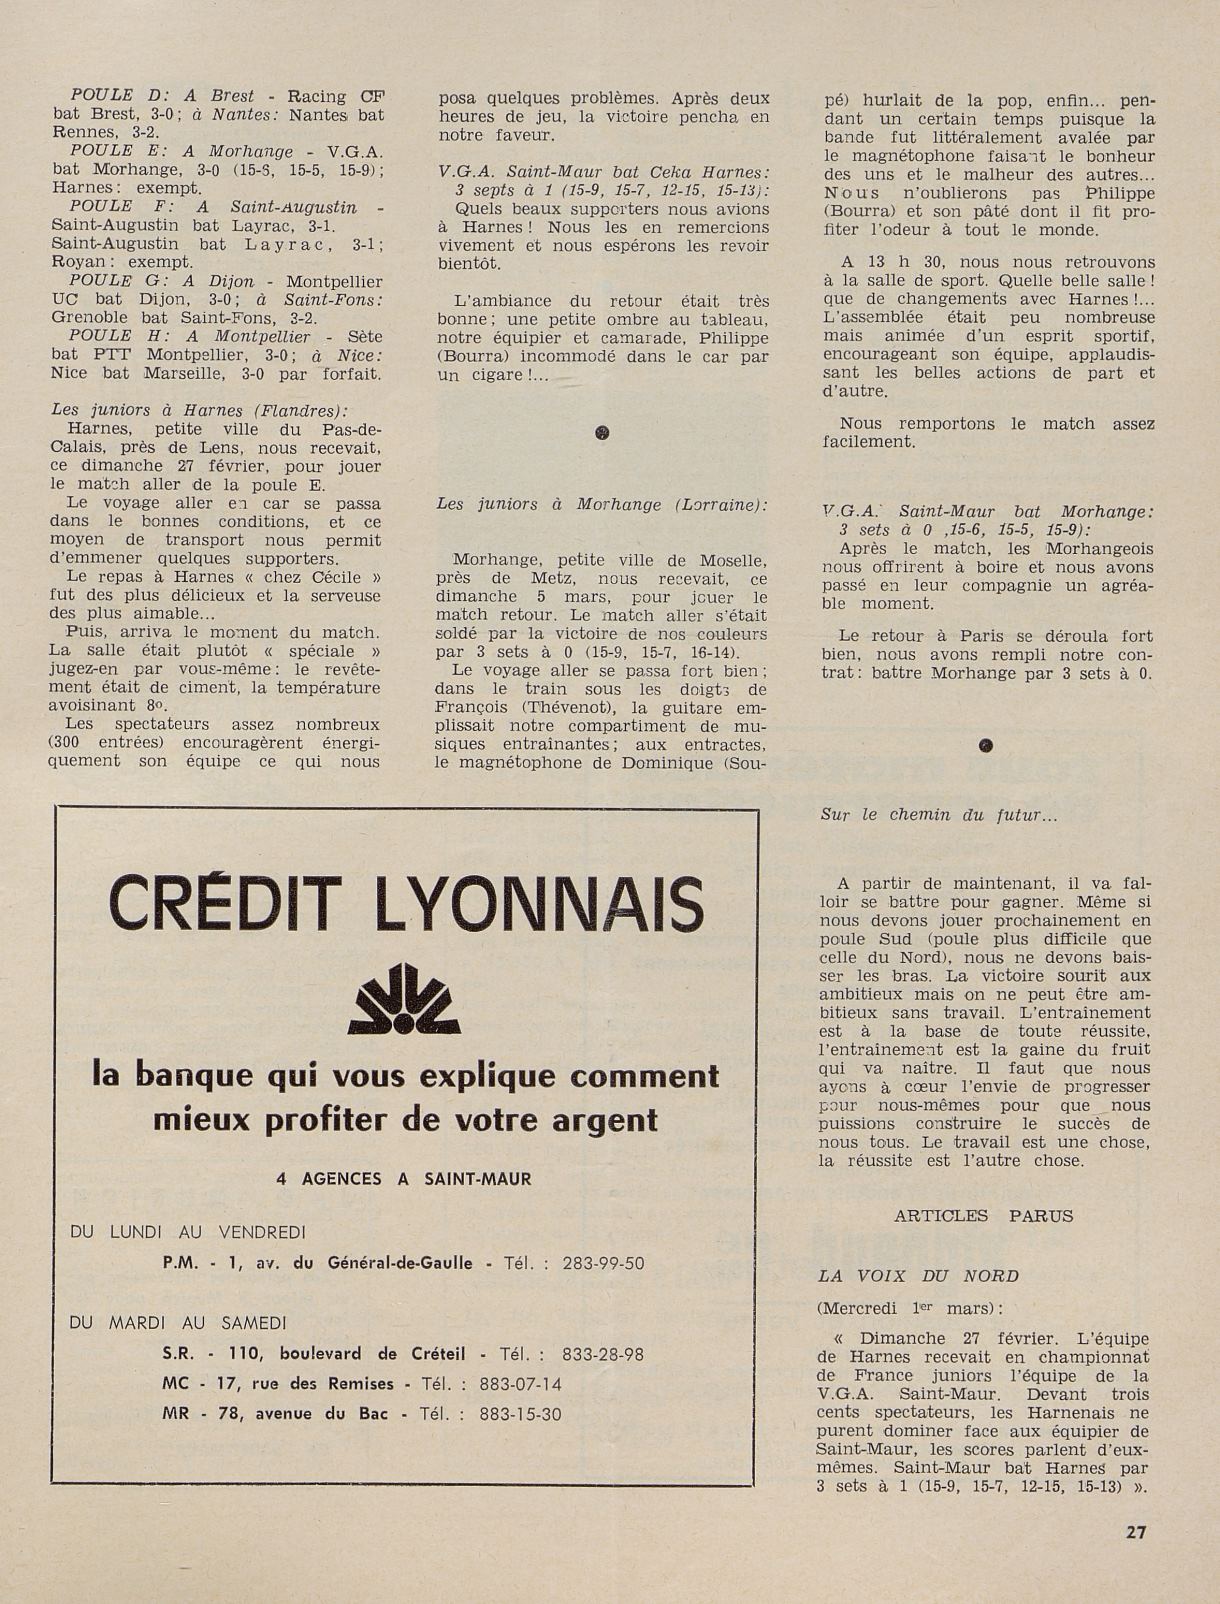 POULE D: A Brest - Racing CF
bat Brest, 3-0; à Nantes: Nantes bat
Rennes, 3-2.
POULE E: A Morhange - V.G.A.
bat Morhange, 3-0 (15-6, 15-5, 15-9);
Harnes: exempt.
POULE F: A Saint-Augustin -
Saint-Augustin bat Layrac, 3-1.
Saint-Augustin bat Layrac, 3-1;
Royan: exempt.
POULE G: A Dijon - Montpellier
UC bat Dijon, 3-0; à Saint-Fons:
Grenoble bat Saint-Fons, 3-2.
POULE H: A Montpellier - Sète
bat PTT Montpellier, 3-0; à Nice:
Nice bat Marseille, 3-0 par forfait.
Les juniors à Harnes (Flandres):
Harnes, petite ville du Pas-de-
Calais, près de Lens, nous recevait,
ce dimanche 27 février, pour jouer
le match aller de la poule E.
Le voyage aller en car se passa
dans le bonnes conditions, et ce
moyen de transport nous permit
d'emmener quelques supporters.
Le repas à Harnes « chez Cécile »
fut des plus délicieux et la serveuse
des plus aimable...
Puis, arriva le moment du match.
La salle était plutôt « spéciale »
jugez-en par vous-même: le revête-
ment était de ciment, la température
avoisinant 8o.
Les spectateurs assez nombreux
(300 entrées) encouragèrent énergi-
quement son équipe ce qui nous
posa quelques problèmes. Après deux
heures de jeu, la victoire pencha en
notre faveur.
V.G.A. Saint-Maur bat Ceka Harnes:
3 septs à 1 (15-9, 15-7, 12-15, 15-13):
Quels beaux supporters nous avions
à Harnes! Nous les en remercions
vivement et nous espérons les revoir
bientôt.
L'ambiance du retour était très
bonne; une petite ombre au tableau,
notre équipier et camarade, Philippe
(Bourra) incommodé dans le car par
un cigare!...
Les juniors à Morhange (Lorraine):
Morhange, petite ville de Moselle,
près de Metz, nous recevait, ce
dimanche 5 mars, pour jouer le
match retour. Le match aller s'était
soldé par la victoire de nos couleurs
par 3 sets à 0 (15-9, 15-7, 16-14).
Le voyage aller se passa fort bien;
dans le train sous les doigts de
François (Thévenot), la guitare em-
plissait notre compartiment de mu-
siques entraînantes; aux entractes,
le magnétophone de Dominique (Sou-
pé) hurlait de la pop, enfin... pen-
dant un certain temps puisque la
bande fut littéralement avalée par
le magnétophone faisant le bonheur
des uns et le malheur des autres...
Nous n'oublierons pas Philippe
(Bourra) et son pâté dont il fit pro-
fiter l'odeur à tout le monde.
A 13 h 30, nous nous retrouvons
à la salle de sport. Quelle belle salle!
que de changements avec Harnes!...
L'assemblée était peu nombreuse
mais animée d'un esprit sportif,
encourageant son équipe, applaudis-
sant les belles actions de part et
d'autre.
Nous remportons le match assez
facilement.
V.G.A. Saint-Maur bat Morhange:
3 sets à 0 ,15-6, 15-5, 15-9):
Après le match, les Morhangeois
nous offrirent à boire et nous avons
passé en leur compagnie un agréa-
ble moment.
Le retour à Paris se déroula fort
bien, nous avons rempli notre con-
trat: battre Morhange par 3 sets à 0.
Sur le chemin du futur...
A partir de maintenant, il va fal-
loir se battre pour gagner. Même si
nous devons jouer prochainement en
poule Sud (poule plus difficile que
celle du Nord), nous ne devons bais-
ser les bras. La victoire sourit aux
ambitieux mais on ne peut être am-
bitieux sans travail. L'entraînement
est à la base de toute réussite,
l'entraînement est la gaine du fruit
qui va naître. Il faut que nous
ayons à cœur l'envie de progresser
pour nous-mêmes pour que nous
puissions construire le succès de
nous tous. Le travail est une chose,
la réussite est l'autre chose.
ARTICLES PARUS
LA VOIX DU NORD
(Mercredi 1er mars):
« Dimanche 27 février. L'équipe
de Harnes recevait en championnat
de France juniors l'équipe de la
V.G.A. Saint-Maur. Devant trois
cents spectateurs, les Harnenais ne
purent dominer face aux équipier de
Saint-Maur, les scores parlent d'eux-
mêmes. Saint-Maur bat Harnes par
3 sets à 1 (15-9, 15-7, 12-15, 15-13) ».
CRÉDIT LYONNAIS
la banque qui vous explique comment
mieux profiter de votre argent
4 AGENCES A SAINT-MAUR
DU LUNDI AU VENDREDI
P.M. - 1, av. du Général-de-Gaulle - Tél. : 283-99-50
DU MARDI AU SAMEDI
S.R. - 110, boulevard de Créteil - Tél. : 833-28-98
MC - 17, rue des Remises - Tél. : 883-07-14
MR - 78, avenue du Bac - Tél. : 883-15-30
27